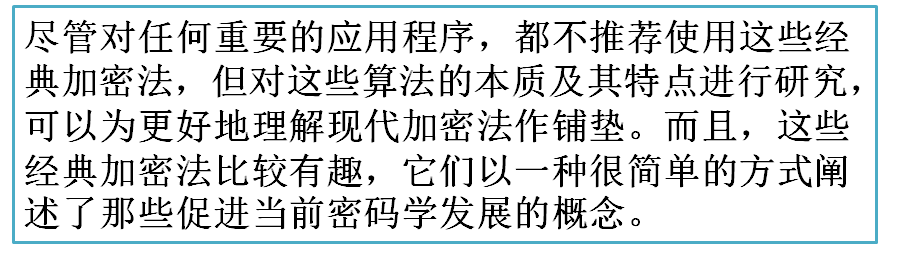 尽管对任何重要的应用程序，都不推荐使用这些经
典加密法，但对这些算法的本质及其特点进行研究，
可以为更好地理解现代加密法作铺垫。而且，这些
经典加密法比较有趣，它们以一种很简单的方式阐
述了那些促进当前密码学发展的概念。